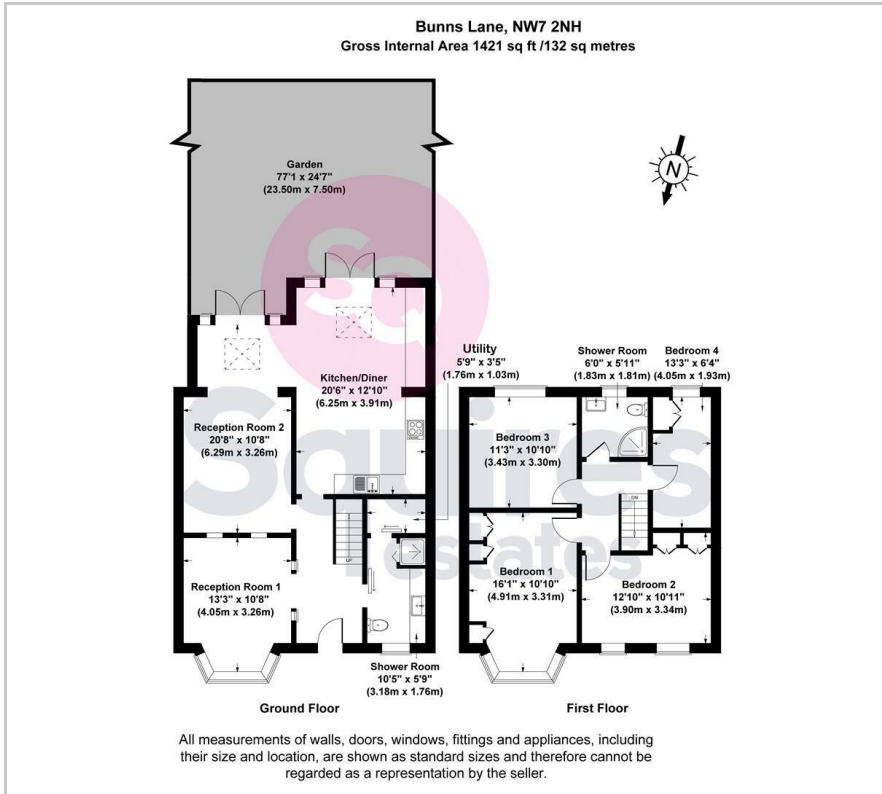 Bunns Lane, NW7 2NH
Gross Internal Area 1421 sq ft /132 sq metres
Garden
77'1 x 24'7"
(23.50m x 7.50m)
N
SQ
Squires
estates
Kitchen/Diner
20'6" x 12'10"
(6.25m x 3.91m)
Utility
5'9" x 3'5"
(1.76m x 1.03m)
Reception Room 2
20'8" x 10'8"
(6.29m x 3.26m)
UP
Reception Room 1
13'3" x 10'8"
(4.05m x 3.26m)
Shower Room
10'5" x 5'9"
(3.18m x 1.76m)
Ground Floor
Shower Room
6'0" x 5'11"
(1.83m x 1.81m)
Bedroom 4
13'3" x 6'4"
(4.05m x 1.93m)
Bedroom 3
11'3" x 10'10"
(3.43m x 3.30m)
DN
Bedroom 1
16'1" x 10'10"
(4.91m x 3.31m)
Bedroom 2
12'10" x 10'11"
(3.90m x 3.34m)
First Floor
All measurements of walls, doors, windows, fittings and appliances, including
their size and location, are shown as standard sizes and therefore cannot be
regarded as a representation by the seller.